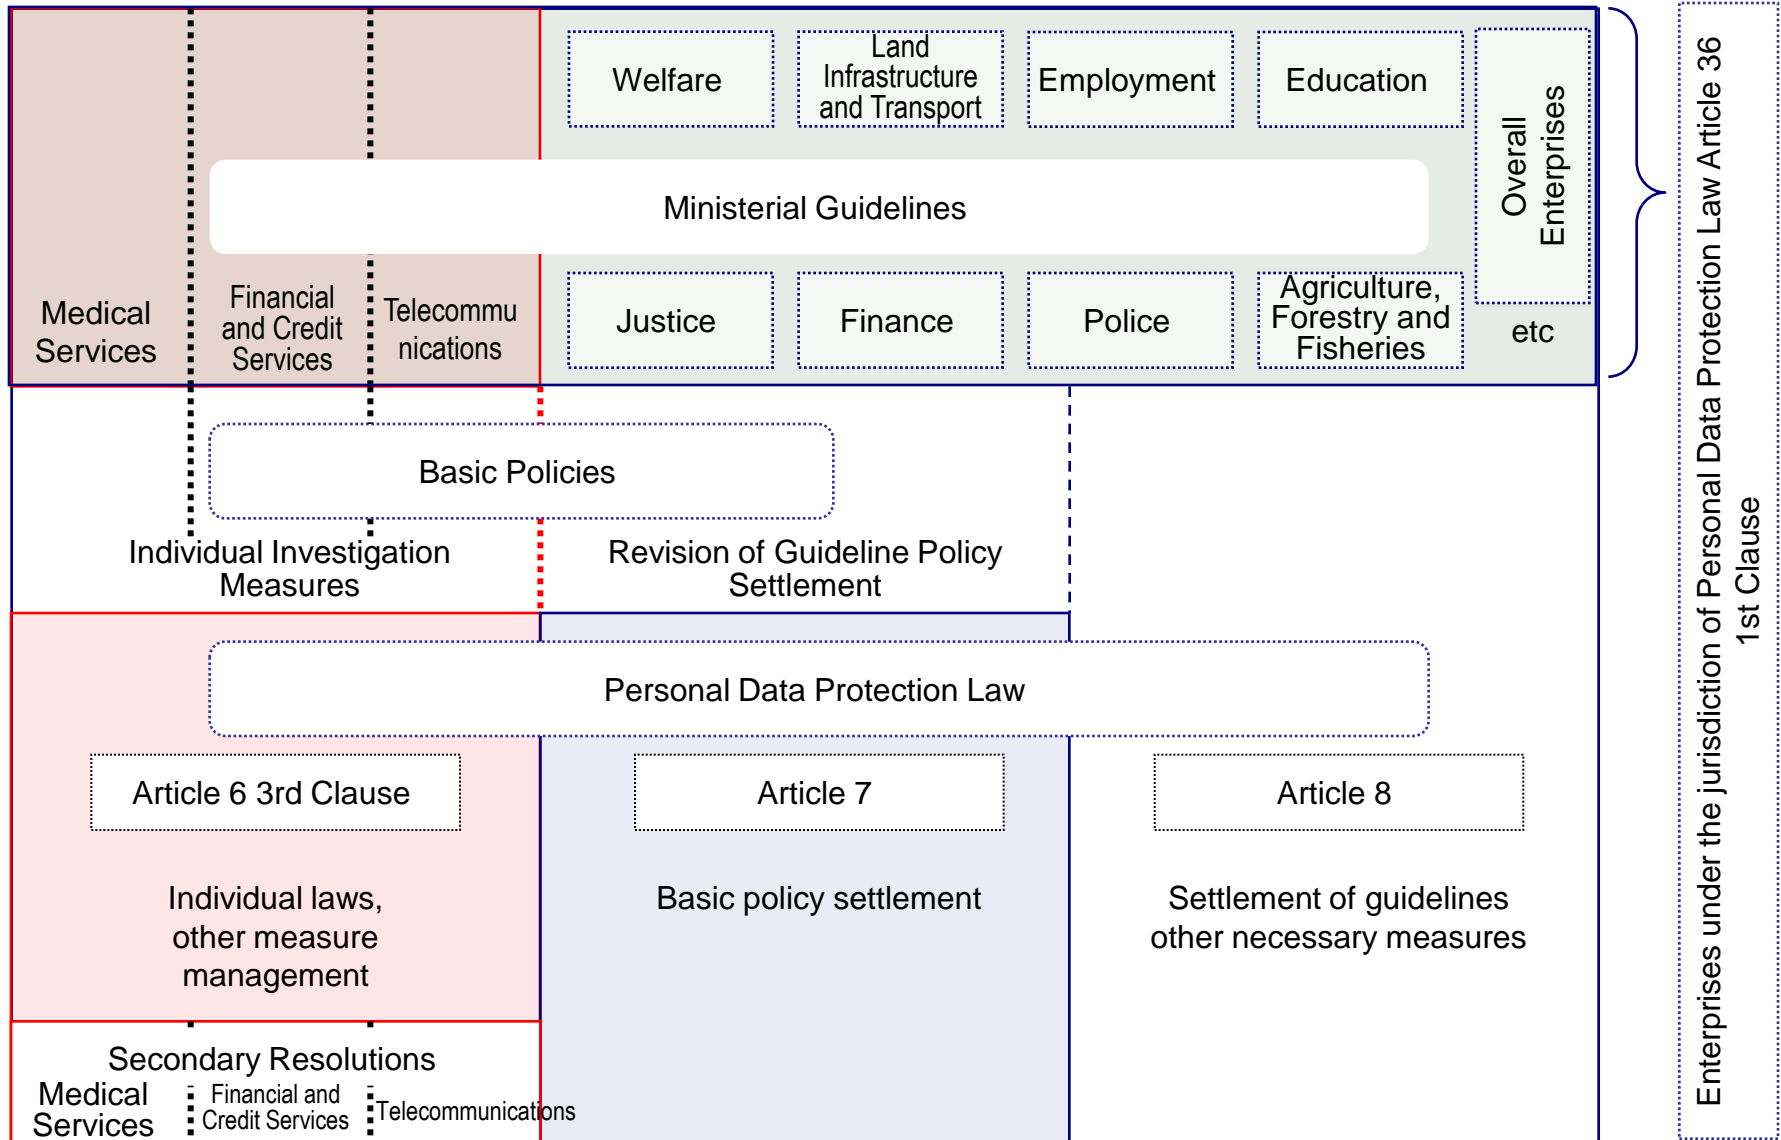 Welfare
Land
Infrastructure
and Transport
Employment
Education
Overall
Enterprises
Ministerial Guidelines
Medical
Services
Financial
and Credit
Services
Telecommu
nications
Justice
Finance
Police
Agriculture,
Forestry and
Fisheries
etc
Basic Policies
Individual Investigation
Measures
Revision of Guideline Policy
Settlement
Personal Data Protection Law
Article 6 3rd Clause
Article 7
Article 8
Individual laws,
other measure
management
Basic policy settlement
Settlement of guidelines
other necessary measures
Secondary Resolutions
Medical
Services
Financial and
Credit Services
Telecommunications
Enterprises under the jurisdiction of Personal Data Protection Law Article 36
1st Clause